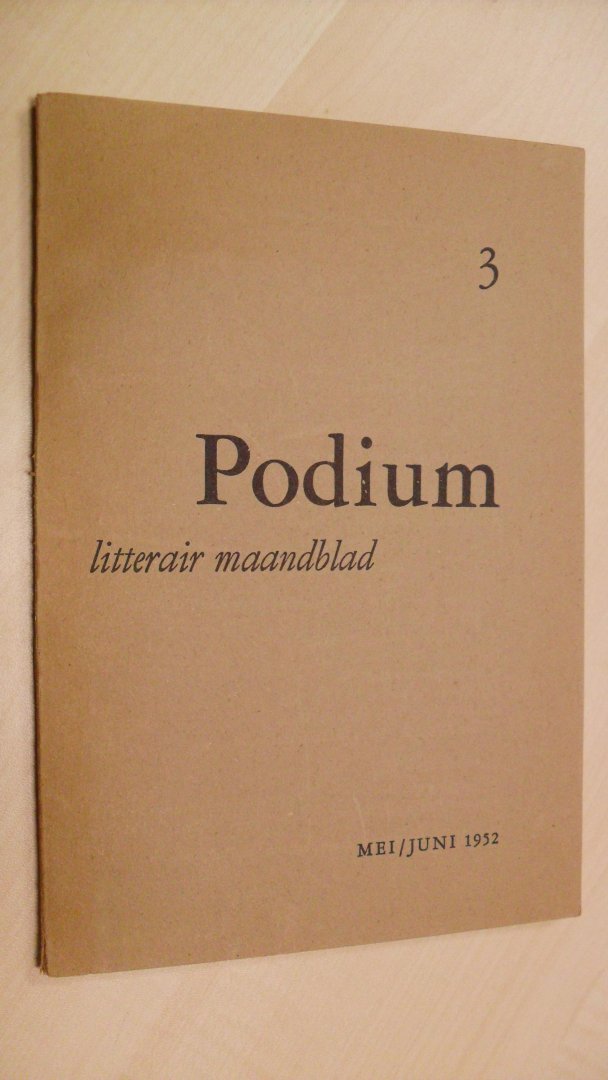 3
Podium
litterair maandblad
MEI/JUNI 1952